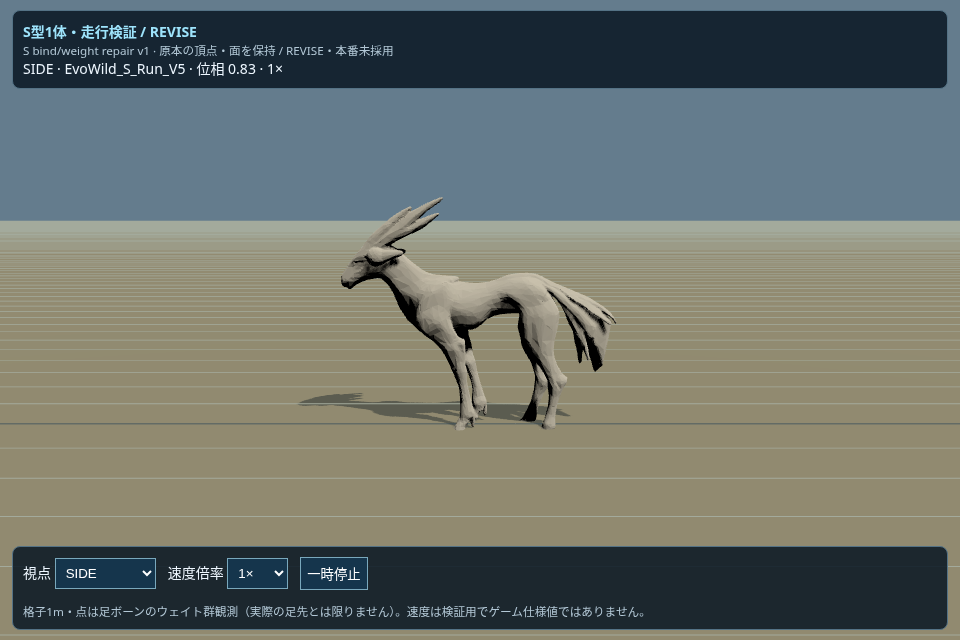 S型1体・走行検証 / REVISE
S bind/weight repair v1 · 原本の頂点・面を保持 / REVISE・本番未採用
SIDE · EvoWild_S_Run_V5 · 位相 0.83 · 1×
視点 SIDE 速度倍率 1× 一時停止
格子1m・点は足ボーンのウェイト群観測（実際の足先とは限りません）。速度は検証用でゲーム仕様値ではありません。